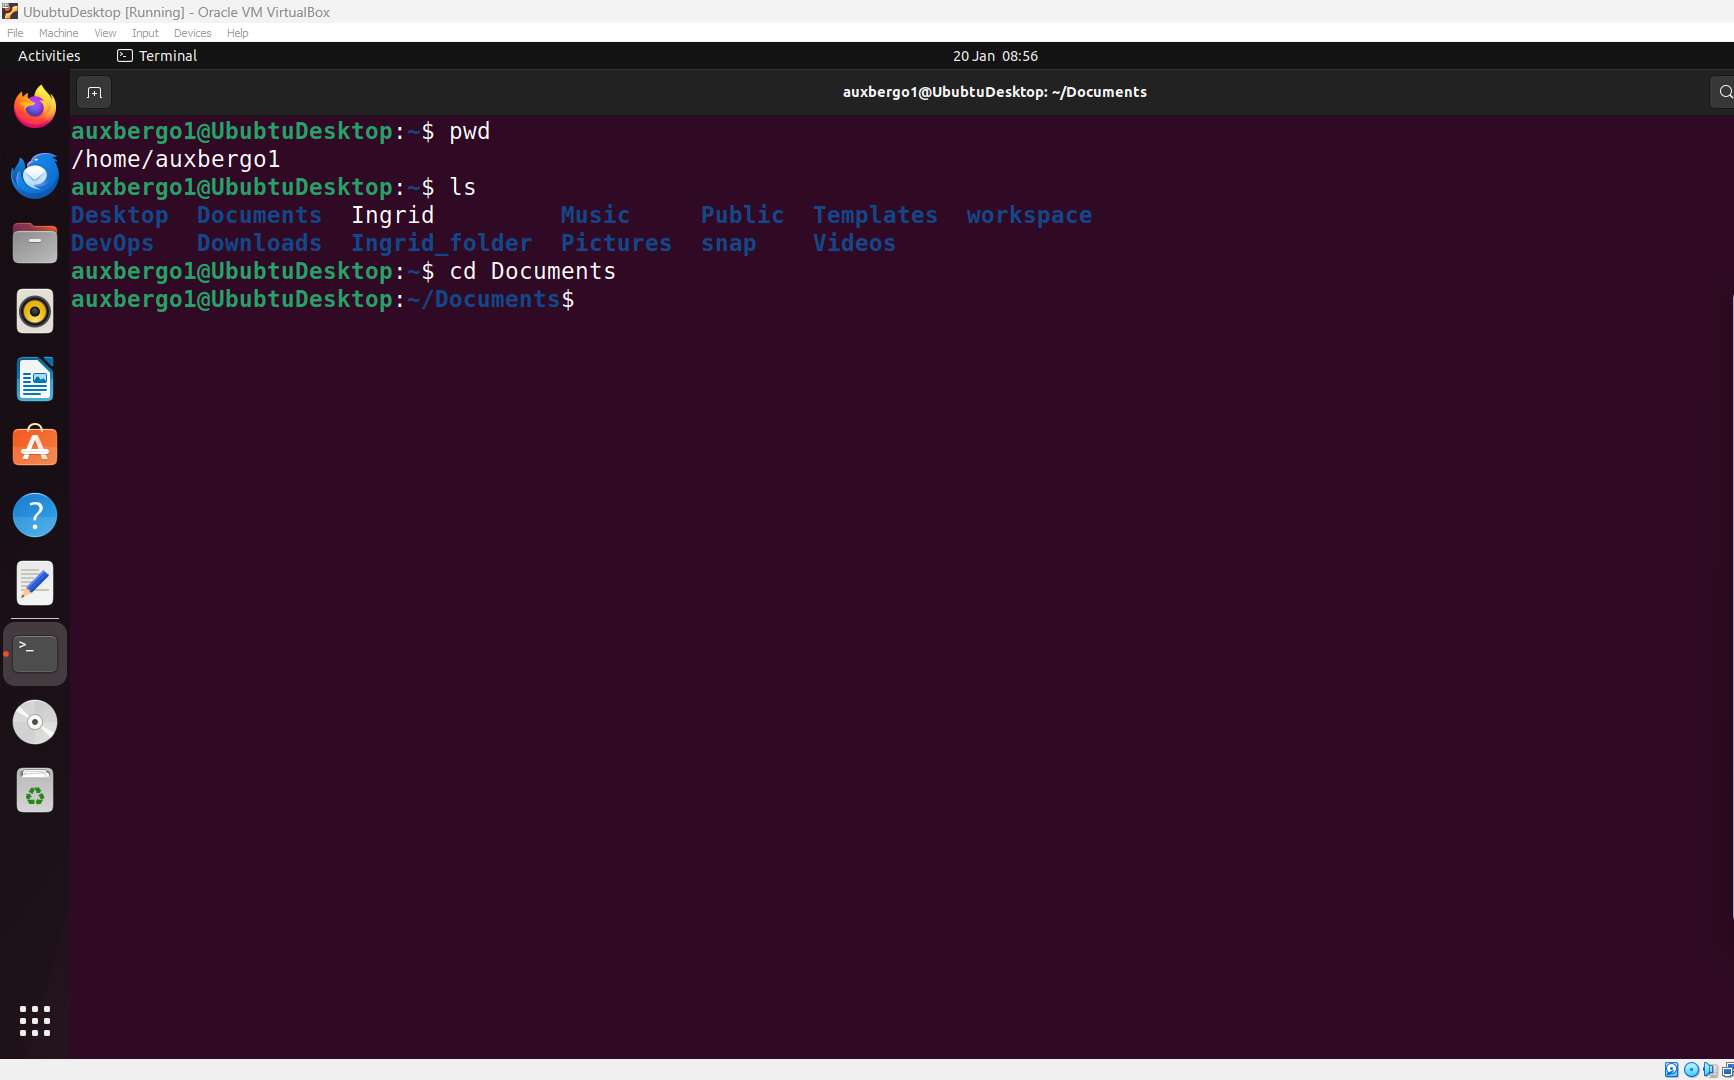 UbubtuDesktop [Running] - Oracle VM VirtualBox
File Machine View Input Devices Help
Activities Terminal 20 Jan 08:56
auxbergo1@UbubtuDesktop: ~/Documents
auxbergo1@UbubtuDesktop:~$ pwd
/home/auxbergo1
auxbergo1@UbubtuDesktop:~$ ls
Desktop Documents Ingrid Music Public Templates workspace
DevOps Downloads Ingrid_folder Pictures snap Videos
auxbergo1@UbubtuDesktop:~$ cd Documents
auxbergo1@UbubtuDesktop:~/Documents$